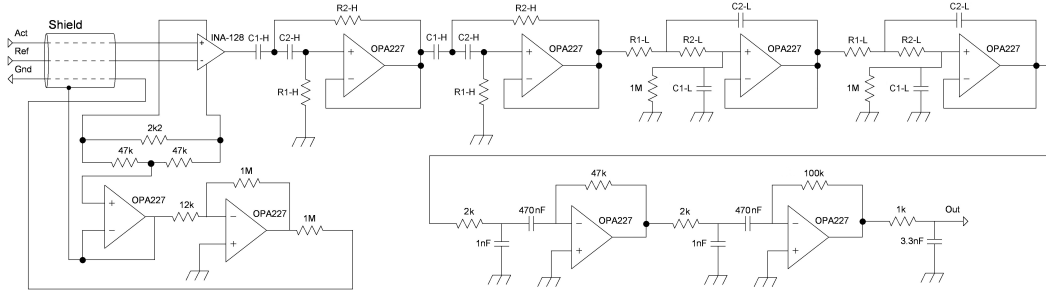 Shield
Act
Ref
Gnd
INA-128
C1-H
C2-H
R2-H
OPA227
R1-H
C1-H
C2-H
R2-H
OPA227
R1-H
R1-L
R2-L
C2-L
OPA227
1M
C1-L
R1-L
R2-L
C2-L
OPA227
1M
C1-L
2k2
47k
47k
OPA227
12k
1M
OPA227
1M
2k
470nF
1nF
47k
OPA227
2k
470nF
1nF
100k
OPA227
1k
Out
3.3nF